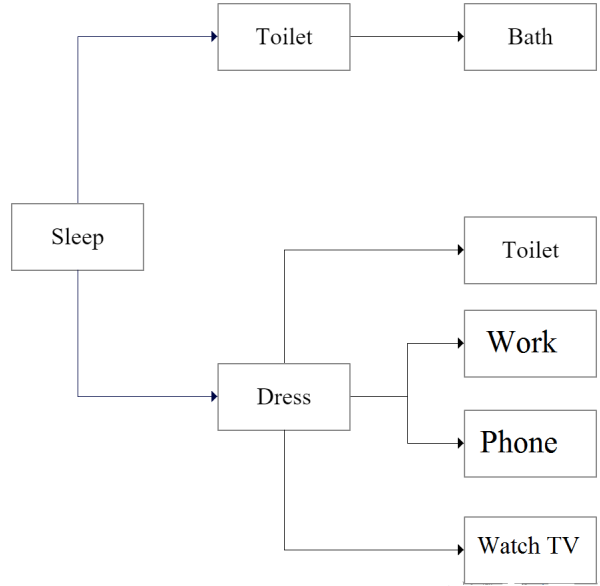 Toilet
Bath
Sleep
Toilet
Work
Dress
Phone
Watch TV